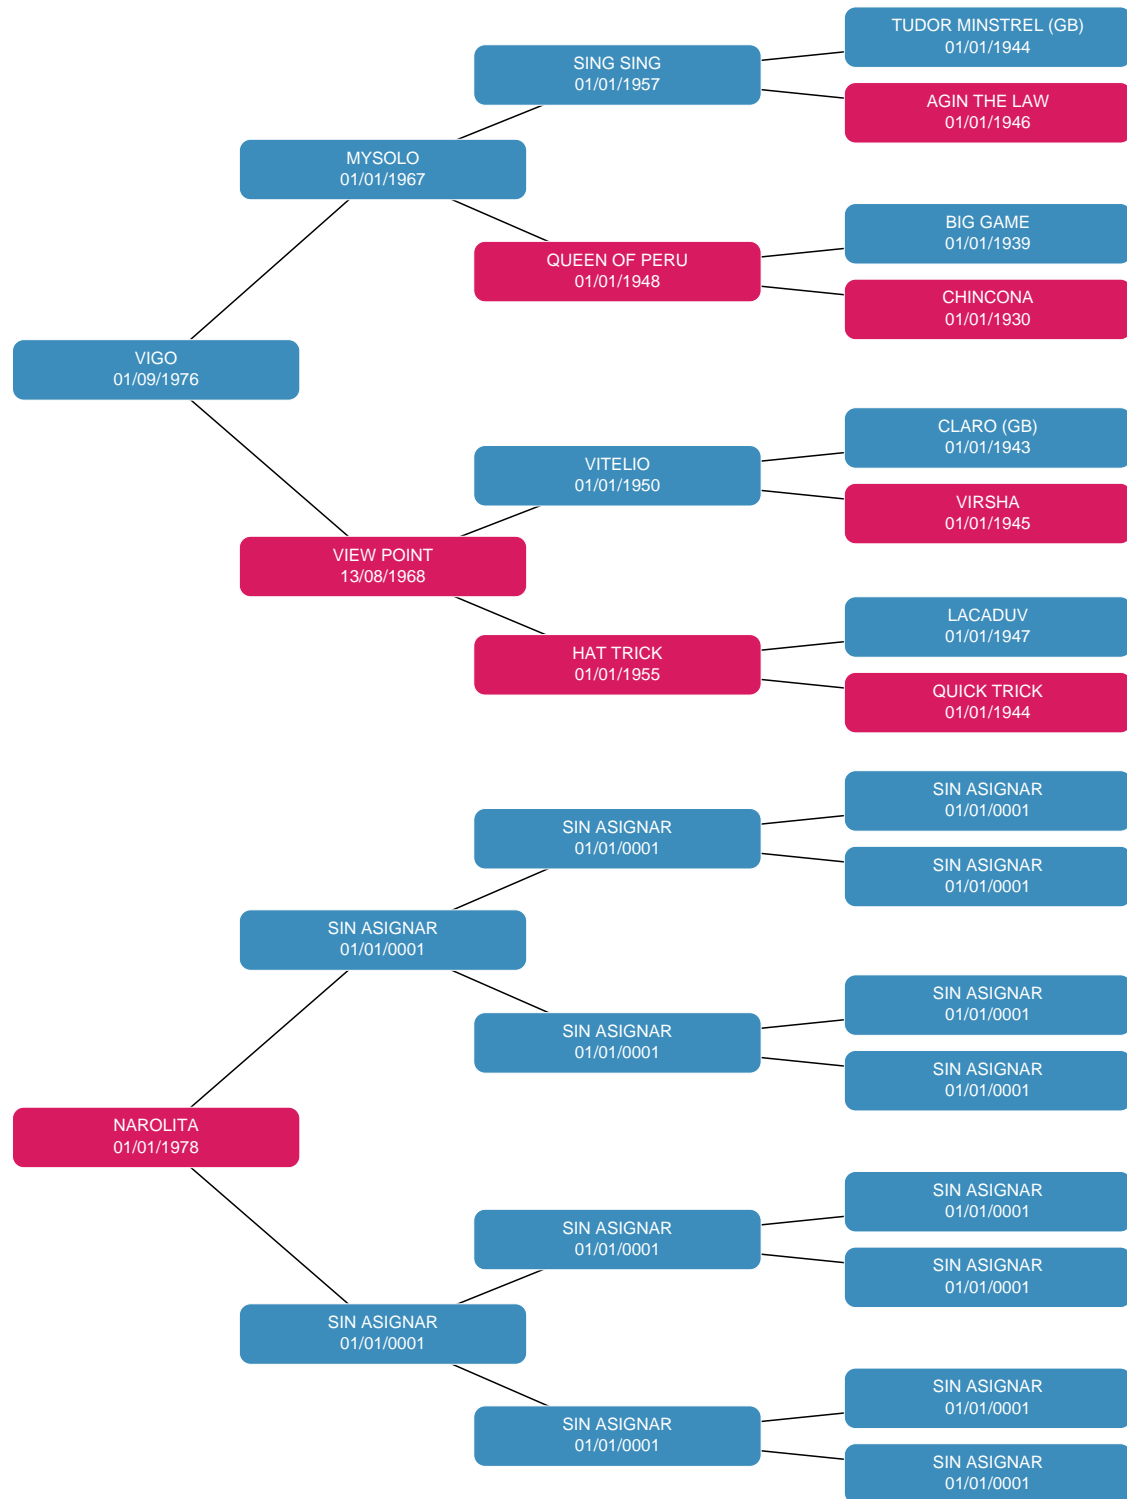 TUDOR MINSTREL (GB)
01/01/1944
SING SING
01/01/1957
AGIN THE LAW
01/01/1946
MYSOLO
01/01/1967
BIG GAME
01/01/1939
QUEEN OF PERU
01/01/1948
CHINCONA
01/01/1930
VIGO
01/09/1976
CLARO (GB)
01/01/1943
VITELIO
01/01/1950
VIRSHA
01/01/1945
VIEW POINT
13/08/1968
LACADUV
01/01/1947
HAT TRICK
01/01/1955
QUICK TRICK
01/01/1944
SIN ASIGNAR
01/01/0001
SIN ASIGNAR
01/01/0001
SIN ASIGNAR
01/01/0001
SIN ASIGNAR
01/01/0001
SIN ASIGNAR
01/01/0001
SIN ASIGNAR
01/01/0001
SIN ASIGNAR
01/01/0001
NAROLITA
01/01/1978
SIN ASIGNAR
01/01/0001
SIN ASIGNAR
01/01/0001
SIN ASIGNAR
01/01/0001
SIN ASIGNAR
01/01/0001
SIN ASIGNAR
01/01/0001
SIN ASIGNAR
01/01/0001
SIN ASIGNAR
01/01/0001